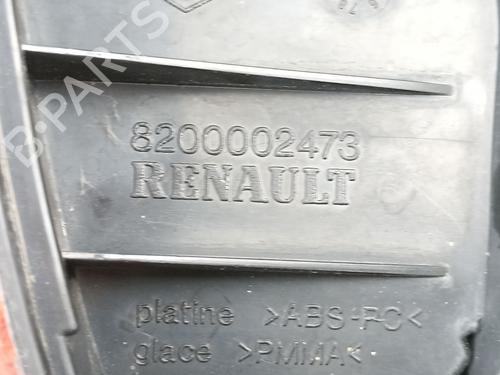 8200002473
RENAULT
platine >ABS-PC<
glace >PMMA<
B-PARTS